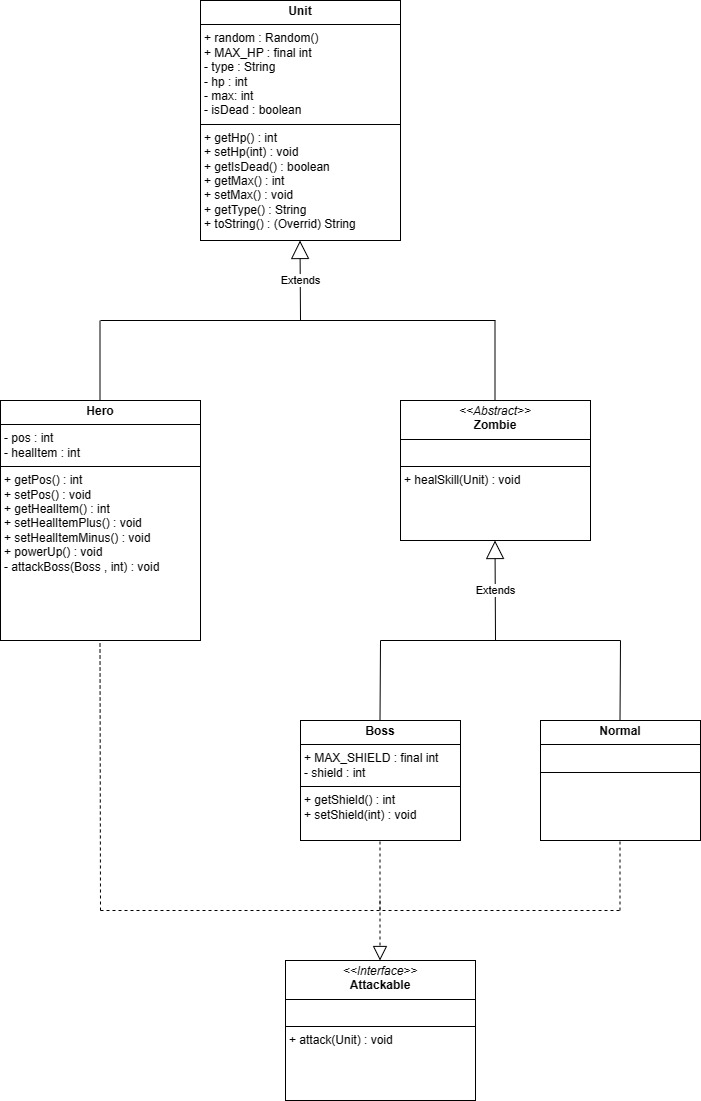 Unit
+ random : Random()
+ MAX_HP : final int
- type : String
- hp : int
- max: int
- isDead : boolean
+ getHp() : int
+ setHp(int) : void
+ getIsDead() : boolean
+ getMax() : int
+ setMax() : void
+ getType() : String
+ toString() : (Overrid) String
Extends
Hero
- pos : int
- healItem : int
+ getPos() : int
+ setPos() : void
+ getHealItem() : int
+ setHealItemPlus() : void
+ setHealItemMinus() : void
+ powerUp() : void
- attackBoss(Boss , int) : void
<<Abstract>>
Zombie
+ healSkill(Unit) : void
Extends
Boss
+ MAX_SHIELD : final int
- shield : int
+ getShield() : int
+ setShield(int) : void
Normal
<<Interface>>
Attackable
+ attack(Unit) : void